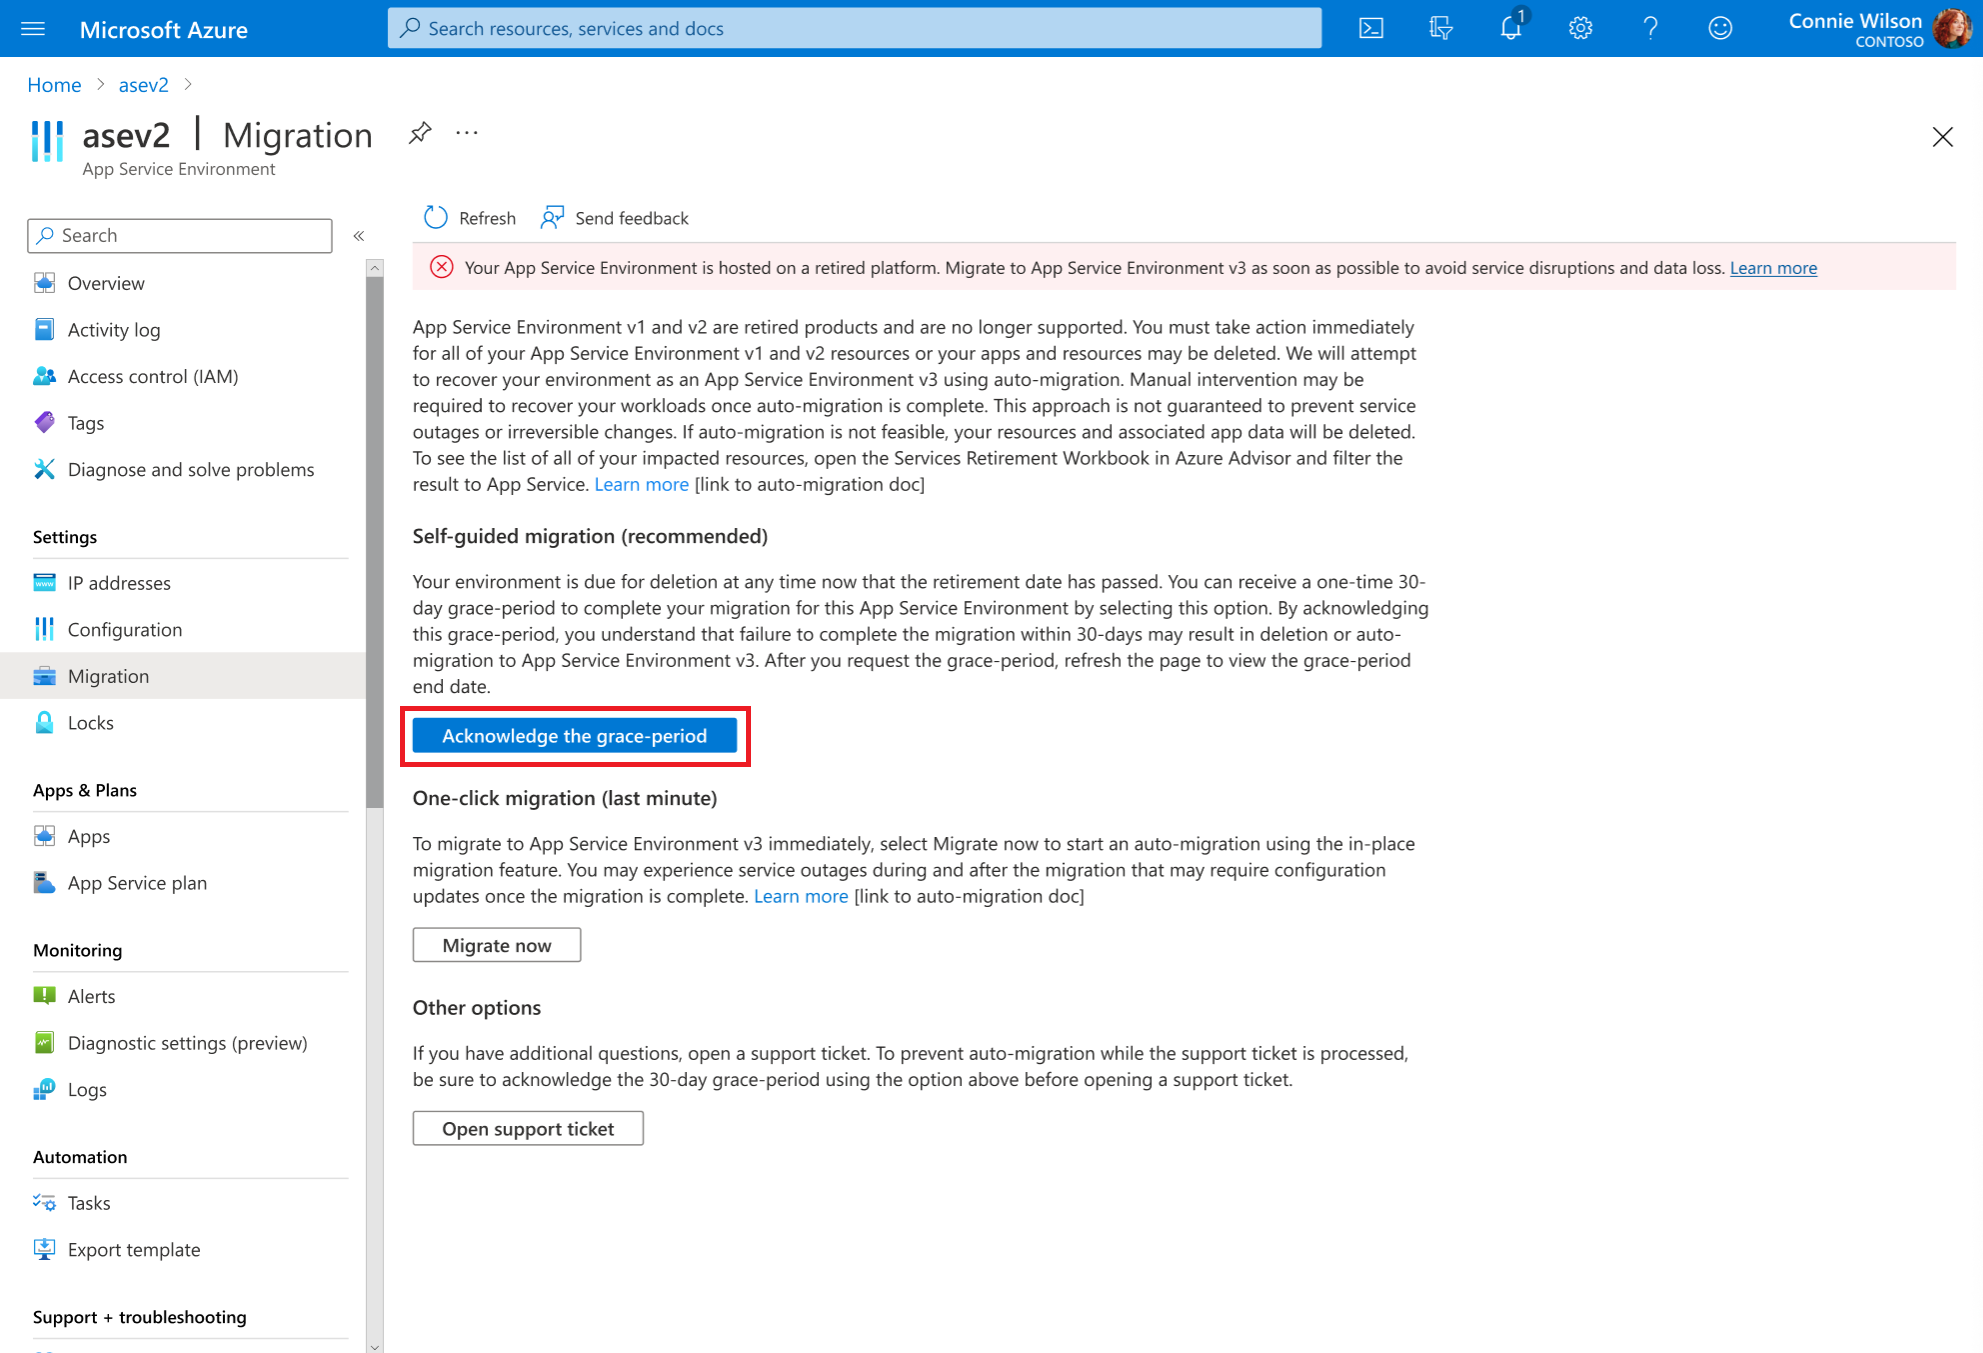 Microsoft Azure
Search resources, services and docs
1
Connie Wilson
CONTOSO
Home > asev2 >
asev2 | Migration
App Service Environment
Search
Overview
Activity log
Access control (IAM)
Tags
Diagnose and solve problems
Settings
IP addresses
Configuration
Migration
Locks
Apps & Plans
Apps
App Service plan
Monitoring
Alerts
Diagnostic settings (preview)
Logs
Automation
Tasks
Export template
Support + troubleshooting
Refresh
Send feedback
Your App Service Environment is hosted on a retired platform. Migrate to App Service Environment v3 as soon as possible to avoid service disruptions and data loss. Learn more
App Service Environment v1 and v2 are retired products and are no longer supported. You must take action immediately
for all of your App Service Environment v1 and v2 resources or your apps and resources may be deleted. We will attempt
to recover your environment as an App Service Environment v3 using auto-migration. Manual intervention may be
required to recover your workloads once auto-migration is complete. This approach is not guaranteed to prevent service
outages or irreversible changes. If auto-migration is not feasible, your resources and associated app data will be deleted.
To see the list of all of your impacted resources, open the Services Retirement Workbook in Azure Advisor and filter the
result to App Service. Learn more [link to auto-migration doc]
Self-guided migration (recommended)
Your environment is due for deletion at any time now that the retirement date has passed. You can receive a one-time 30-
day grace-period to complete your migration for this App Service Environment by selecting this option. By acknowledging
this grace-period, you understand that failure to complete the migration within 30-days may result in deletion or auto-
migration to App Service Environment v3. After you request the grace-period, refresh the page to view the grace-period
end date.
Acknowledge the grace-period
One-click migration (last minute)
To migrate to App Service Environment v3 immediately, select Migrate now to start an auto-migration using the in-place
migration feature. You may experience service outages during and after the migration that may require configuration
updates once the migration is complete. Learn more [link to auto-migration doc]
Migrate now
Other options
If you have additional questions, open a support ticket. To prevent auto-migration while the support ticket is processed,
be sure to acknowledge the 30-day grace-period using the option above before opening a support ticket.
Open support ticket